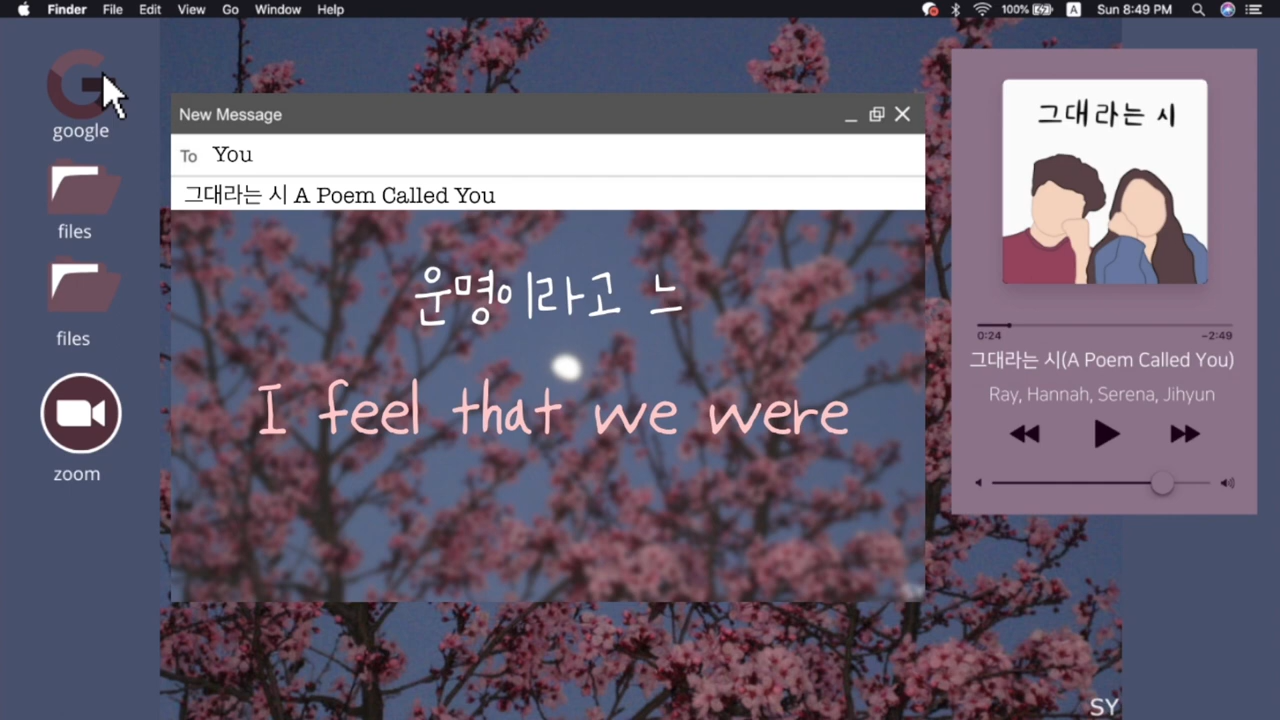 Finder File Edit View Go Window Help 100% A Sun 8:49 PM
google
files
files
zoom
New Message
To You
그대라는 시 A Poem Called You
운명이라고 느
I feel that we were
그대라는 시
0:24 -2:49
그대라는 시(A Poem Called You)
Ray, Hannah, Serena, Jihyun
SY